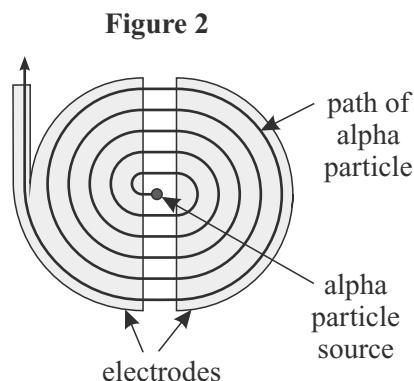 Figure 2
path of
alpha
particle
alpha
particle
source
electrodes